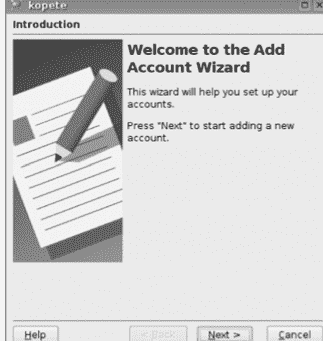 kopete
Introduction
Welcome to the Add
Account Wizard
This wizard will help you set up your
accounts.
Press "Next" to start adding a new
account.
Help
< Back
Next >
Cancel